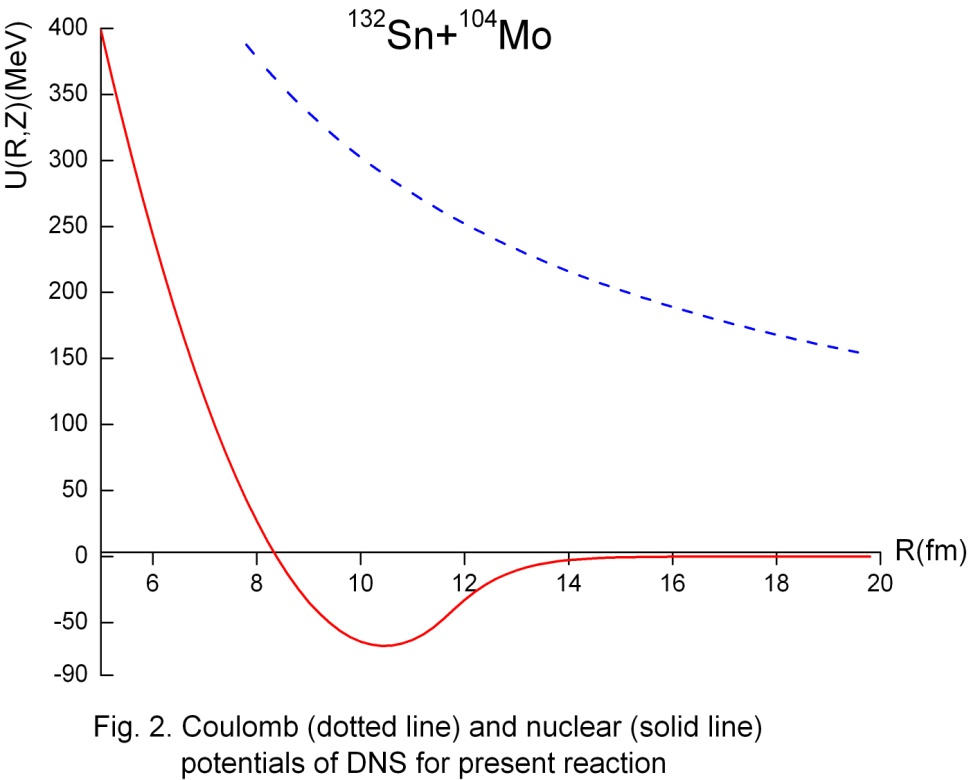 ¹³²Sn+¹⁰⁴Mo
U(R,Z)(MeV)
400
350
300
250
200
150
100
50
0
-50
-90
6 8 10 12 14 16 18 20
R(fm)
Fig. 2. Coulomb (dotted line) and nuclear (solid line)
potentials of DNS for present reaction